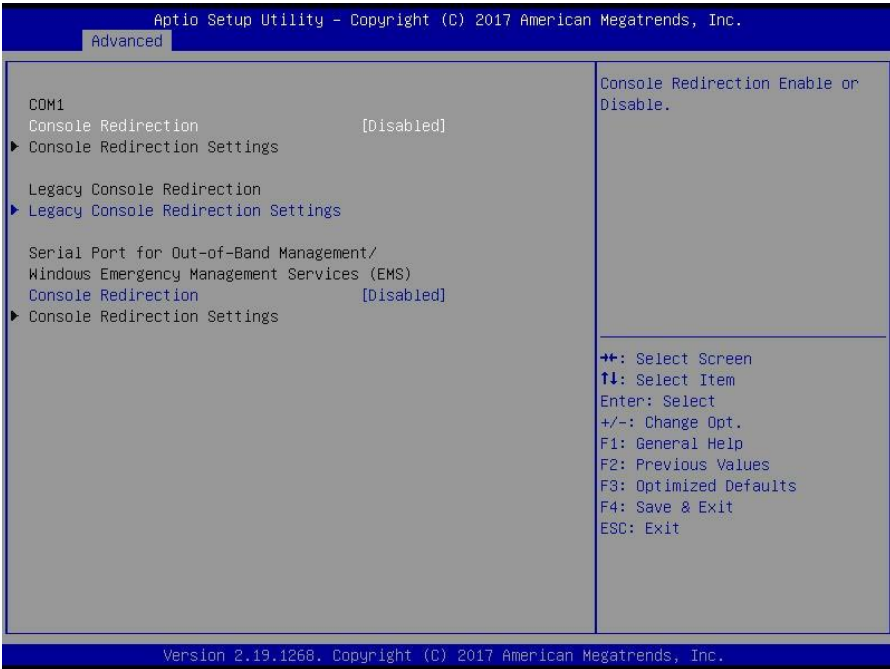 Aptio Setup Utility – Copyright (C) 2017 American Megatrends, Inc.
Advanced
COM1
Console Redirection [Disabled]
▶ Console Redirection Settings
Legacy Console Redirection
▶ Legacy Console Redirection Settings
Serial Port for Out-of-Band Management/
Windows Emergency Management Services (EMS)
Console Redirection [Disabled]
▶ Console Redirection Settings
Console Redirection Enable or
Disable.
→←: Select Screen
↑↓: Select Item
Enter: Select
+/-: Change Opt.
F1: General Help
F2: Previous Values
F3: Optimized Defaults
F4: Save & Exit
ESC: Exit
Version 2.19.1268. Copyright (C) 2017 American Megatrends, Inc.